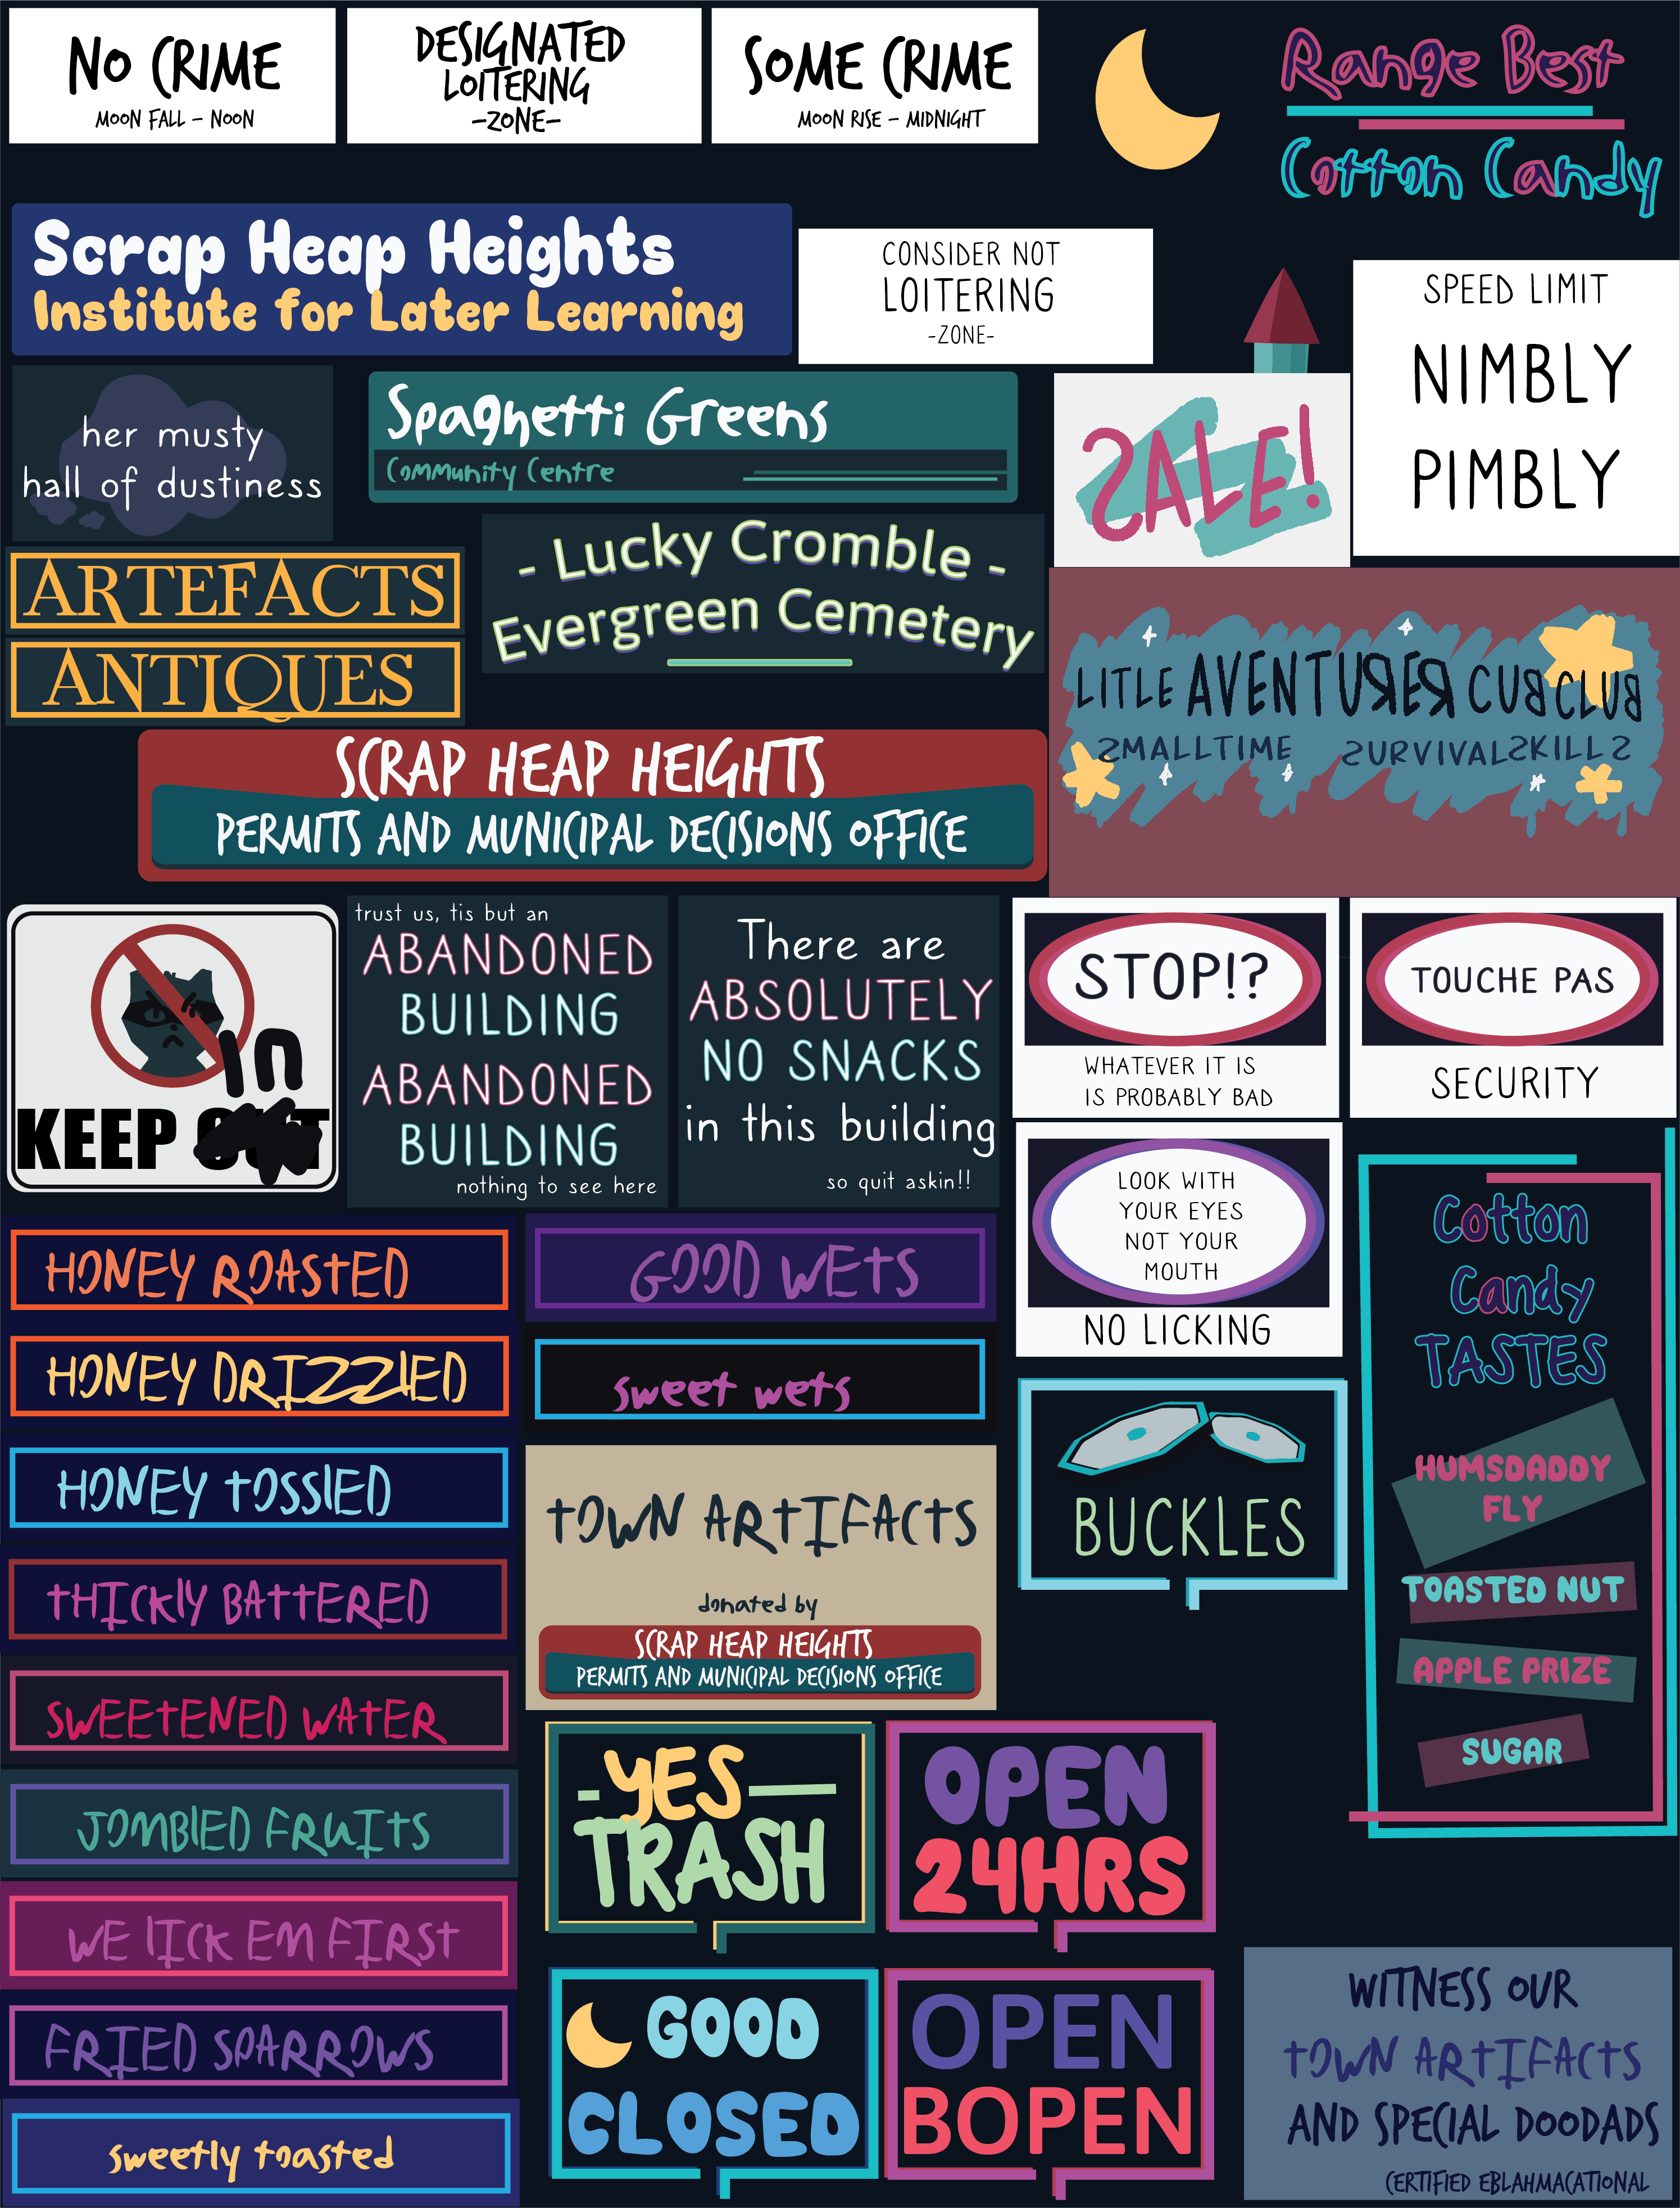 NO CRIME
MOON FALL - NOON
DESIGNATED
LOITERING
-ZONE-
SOME CRIME
MOON RISE - MIDNIGHT
Range Best
Cotton Candy
Scrap Heap Heights
Institute for Later Learning
CONSIDER NOT
LOITERING
-ZONE-
SPEED LIMIT
NIMBLY
PIMBLY
her musty
hall of dustiness
Spaghetti Greens
Community Centre
SALE!
ARTEFACTS
ANTIQUES
- Lucky Cromble -
Evergreen Cemetery
LITLE AVENTURER CUB CLUB
SMALLTIME SURVIVALSKILLS
SCRAP HEAP HEIGHTS
PERMITS AND MUNICIPAL DECISIONS OFFICE
IN
KEEP OUT
trust us, tis but an
ABANDONED
BUILDING
ABANDONED
BUILDING
nothing to see here
There are
ABSOLUTELY
NO SNACKS
in this building
so quit askin!!
STOP!?
WHATEVER IT IS
IS PROBABLY BAD
TOUCHE PAS
SECURITY
LOOK WITH
YOUR EYES
NOT YOUR
MOUTH
NO LICKING
Cotton
Candy
TASTES
HUMSDADDY
FLY
TOASTED NUT
APPLE PRIZE
SUGAR
HONEY ROASTED
HONEY DRIZZLED
HONEY TOSSLED
THICKLY BATTERED
SWEETENED WATER
JOMBLED FRUITS
WE LICK EM FIRST
FRIED SPARROWS
sweetly toasted
GOOD WETS
sweet wets
BUCKLES
TOWN ARTIFACTS
donated by
SCRAP HEAP HEIGHTS
PERMITS AND MUNICIPAL DECISIONS OFFICE
-YES-
TRASH
OPEN
24HRS
GOOD
CLOSED
OPEN
BOPEN
WITNESS OUR
TOWN ARTIFACTS
AND SPECIAL DOODADS
CERTIFIED EBLAHMACATIONAL